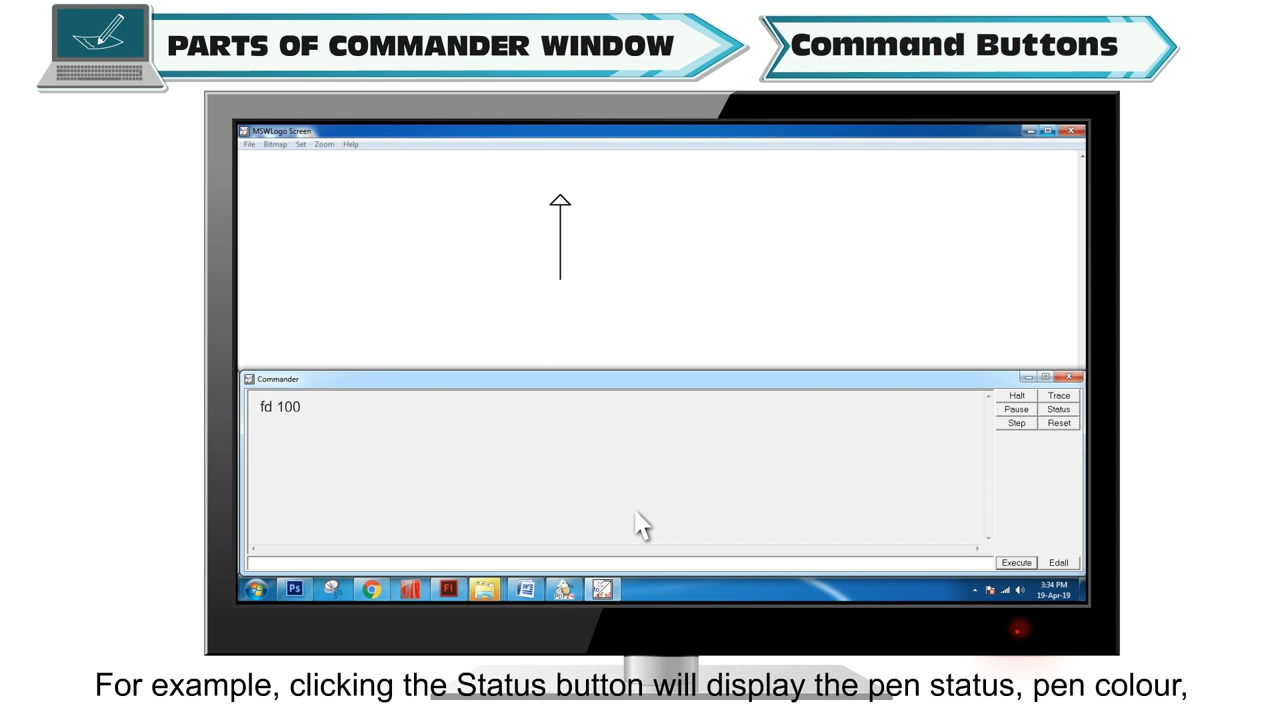 PARTS OF COMMANDER WINDOW
Command Buttons
MSWLogo Screen
File Bitmap Set Zoom Help
Commander
fd 100
Halt Trace
Pause Status
Step Reset
Execute Edall
Ps
Fl
3:34 PM
19-Apr-19
For example, clicking the Status button will display the pen status, pen colour,